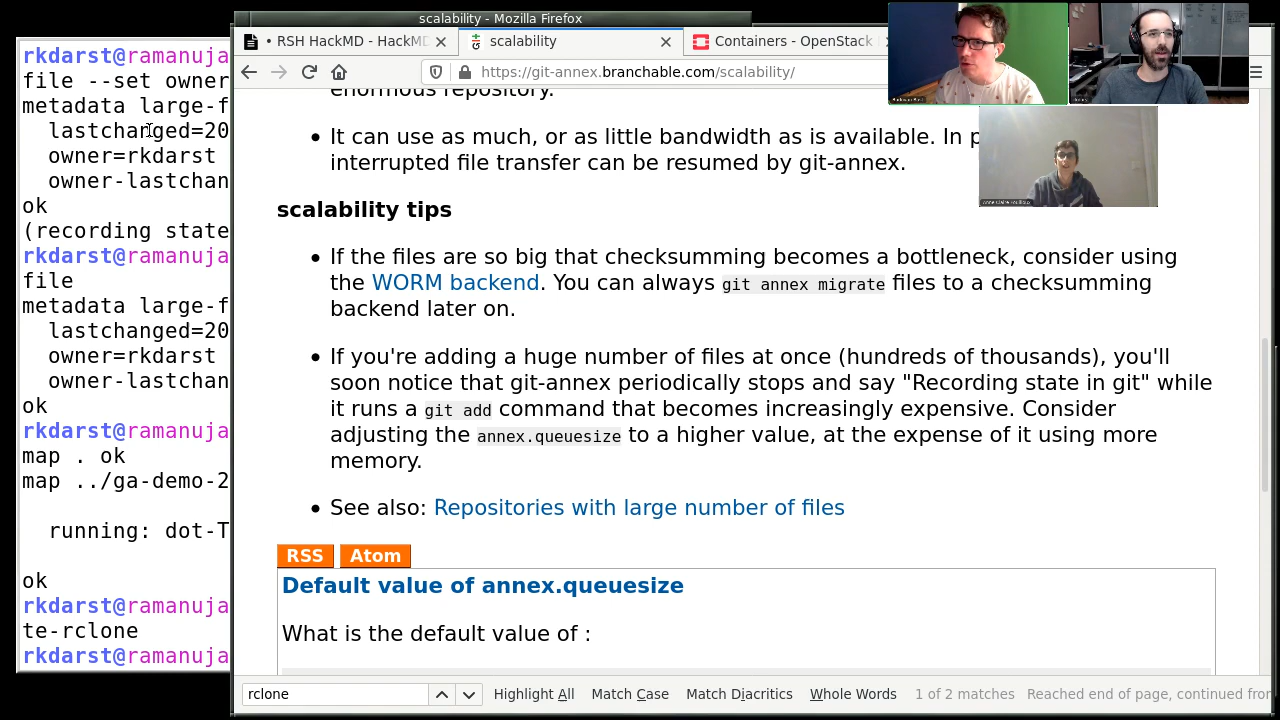 scalability - Mozilla Firefox
• RSH HackMD - HackMD
scalability
Containers - OpenStack
https://git-annex.branchable.com/scalability/
rkdarst@ramanuja
file --set owner
metadata large-f
lastchanged=20
owner=rkdarst
owner-lastchan
ok
(recording state
rkdarst@ramanuja
file
metadata large-f
lastchanged=20
owner=rkdarst
owner-lastchan
ok
rkdarst@ramanuja
map . ok
map ../ga-demo-2
running: dot-T
ok
rkdarst@ramanuja
te-rclone
rkdarst@ramanuja
enormous repository.
• It can use as much, or as little bandwidth as is available. In p
interrupted file transfer can be resumed by git-annex.
scalability tips
• If the files are so big that checksumming becomes a bottleneck, consider using
the WORM backend. You can always git annex migrate files to a checksumming
backend later on.
• If you're adding a huge number of files at once (hundreds of thousands), you'll
soon notice that git-annex periodically stops and say "Recording state in git" while
it runs a git add command that becomes increasingly expensive. Consider
adjusting the annex.queuesize to a higher value, at the expense of it using more
memory.
• See also: Repositories with large number of files
RSS Atom
Default value of annex.queuesize
What is the default value of :
rclone
Highlight All Match Case Match Diacritics Whole Words 1 of 2 matches Reached end of page, continued fror